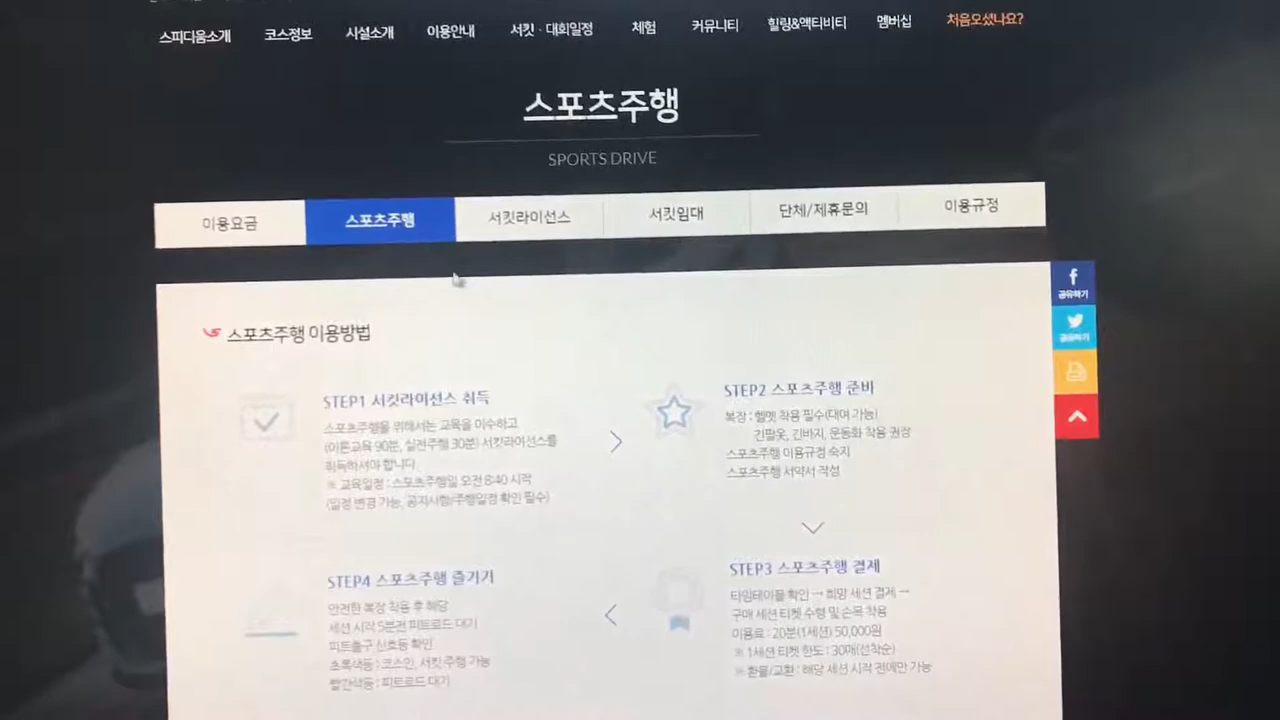 스피디움소개 코스정보 시설소개 이용안내 서킷 · 대회일정 체험 커뮤니티 힐링&액티비티 멤버십 처음오셨나요?
스포츠주행
SPORTS DRIVE
이용요금 스포츠주행 서킷라이선스 서킷임대 단체/제휴문의 이용규정
f
공유하기
공유하기
스포츠주행 이용방법
STEP1 서킷라이선스 취득
스포츠주행을 위해서는 교육을 이수하고
(이론교육 90분, 실전주행 30분) 서킷라이선스를
취득하셔야 합니다.
※ 교육일정 : 스포츠주행일 오전 8:40 시작
(일정 변경 가능, 공지사항/주행일정 확인 필수)
STEP2 스포츠주행 준비
복장 : 헬멧 착용 필수(대여 가능)
긴팔옷, 긴바지, 운동화 착용 권장
스포츠주행 이용규정 숙지
스포츠주행 서약서 작성
STEP3 스포츠주행 결제
타임테이블 확인 → 희망 세션 결제 →
구매 세션 티켓 수령 및 손목 착용
이용료 : 20분(1세션) 50,000원
※ 1세션 티켓 한도 : 30매(선착순)
※ 환불/교환 : 해당 세션 시작 전에만 가능
STEP4 스포츠주행 즐기기
안전한 복장 착용 후 해당
세션 시작 5분전 피트로드 대기
피트출구 신호등 확인
초록색등 : 코스인, 서킷 주행 가능
빨간색등 : 피트로드 대기